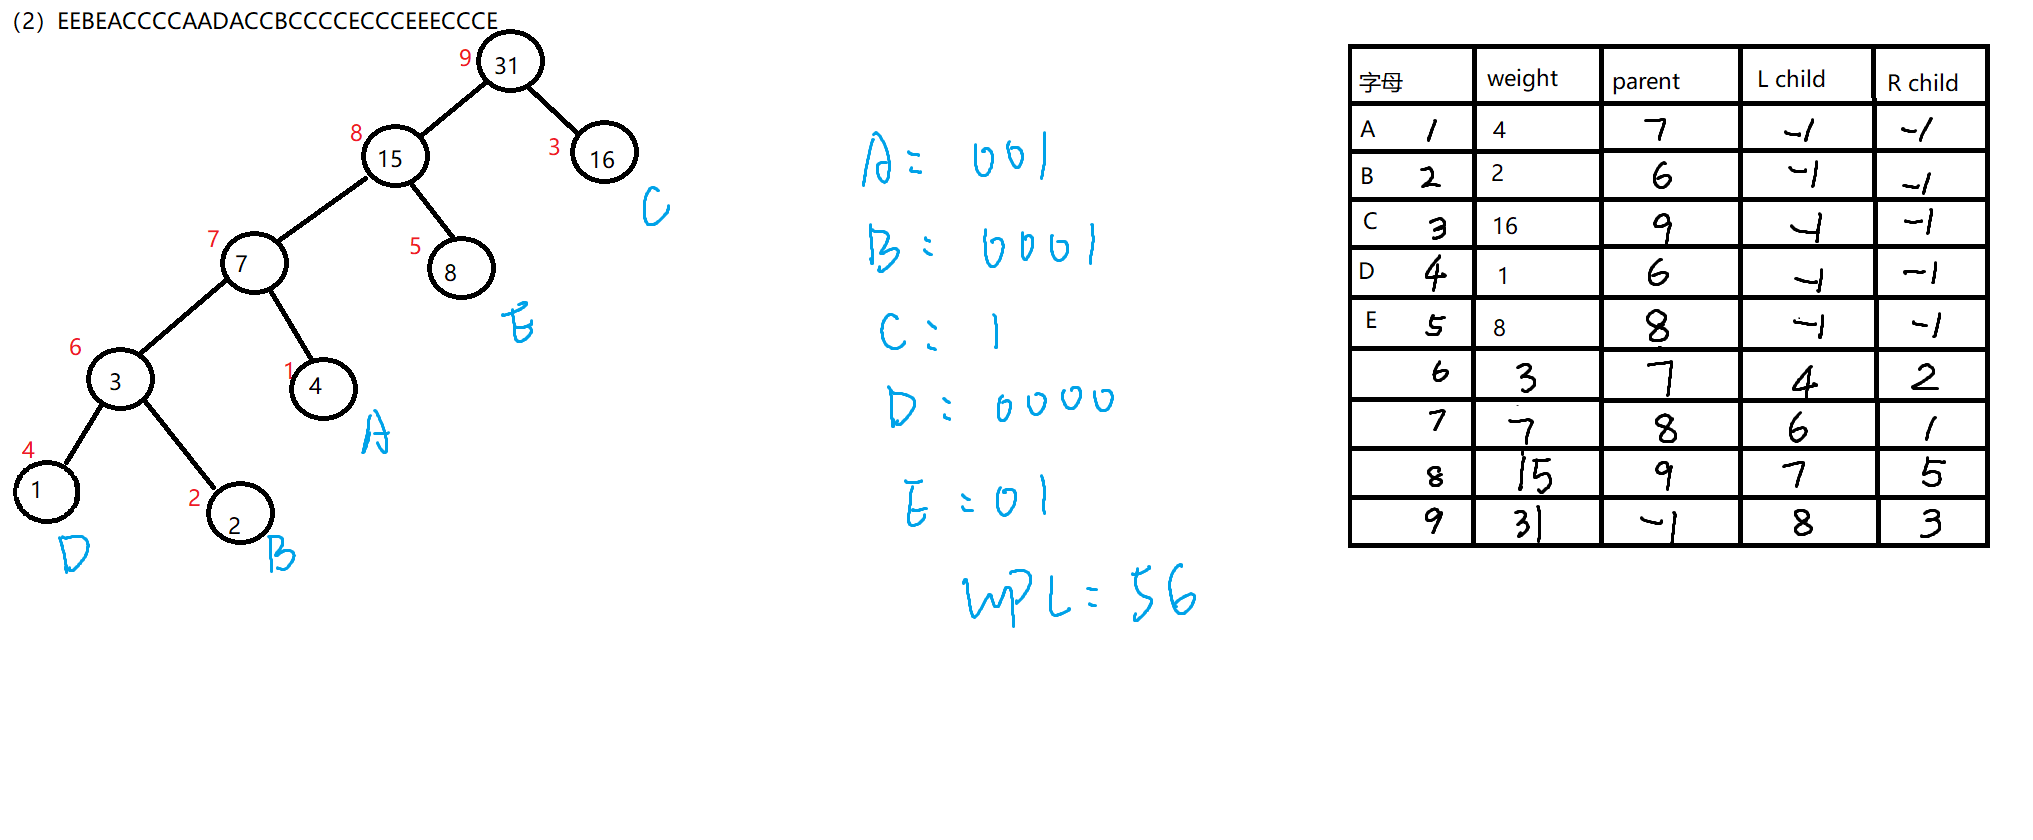 (2) EEBEACCCCAADACCBCCCCECCCEEECCCE
9 31
8 15
3 16
C
7 7
5 8
E
6 3
1 4
A
4 1
D
2 2
B
A: 001
B: 0001
C: 1
D: 0000
E: 01
WPL=56
字母 weight parent L child R child
A 1 4 7 -1 -1
B 2 2 6 -1 -1
C 3 16 9 -1 -1
D 4 1 6 -1 -1
E 5 8 8 -1 -1
6 3 7 4 2
7 7 8 6 1
8 15 9 7 5
9 31 -1 8 3